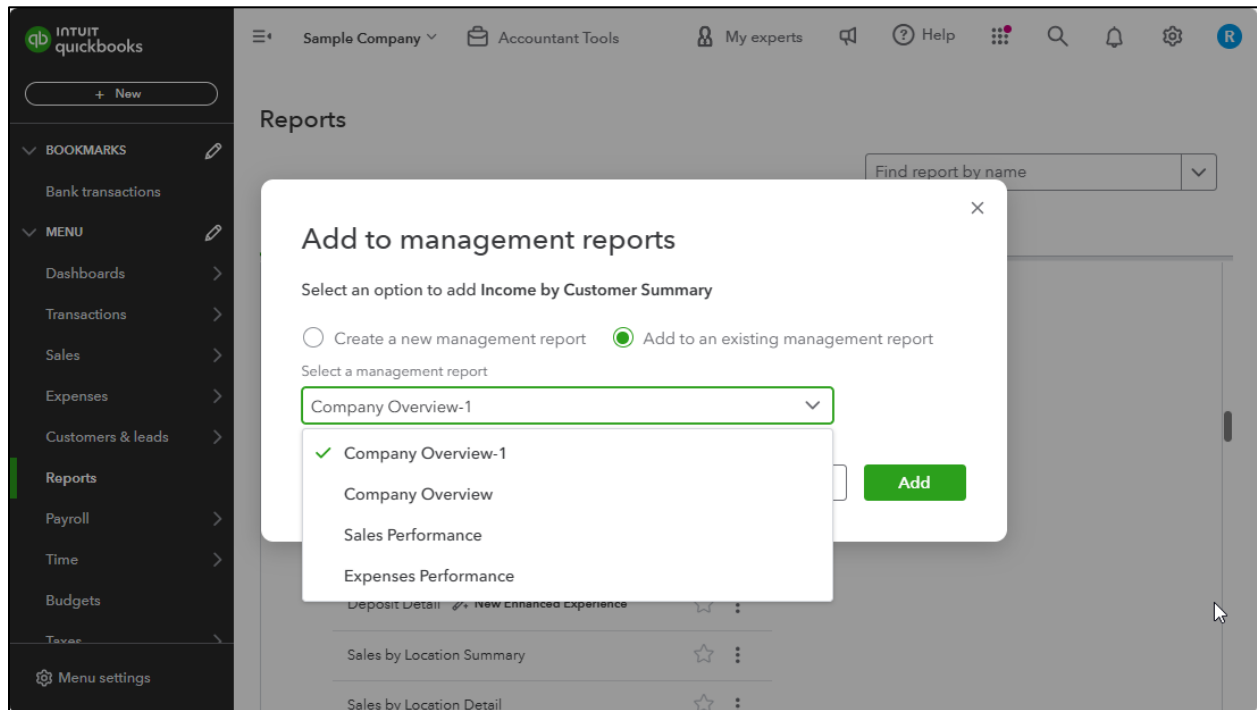 INTUIT
quickbooks
Sample Company
Accountant Tools
My experts
Help
R
+ New
Reports
BOOKMARKS
Find report by name
Bank transactions
MENU
Add to management reports
Dashboards
Select an option to add Income by Customer Summary
Transactions
Create a new management report
Add to an existing management report
Sales
Select a management report
Expenses
Company Overview-1
Customers & leads
Company Overview-1
Reports
Company Overview
Add
Payroll
Sales Performance
Time
Expenses Performance
Budgets
Deposit Detail New Enhanced Experience
Taxes
Sales by Location Summary
Menu settings
Sales by Location Detail